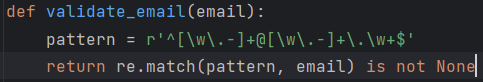 def validate_email(email):
    pattern = r'^[\w\.-]+@[\w\.-]+\.\w+$'
    return re.match(pattern, email) is not None